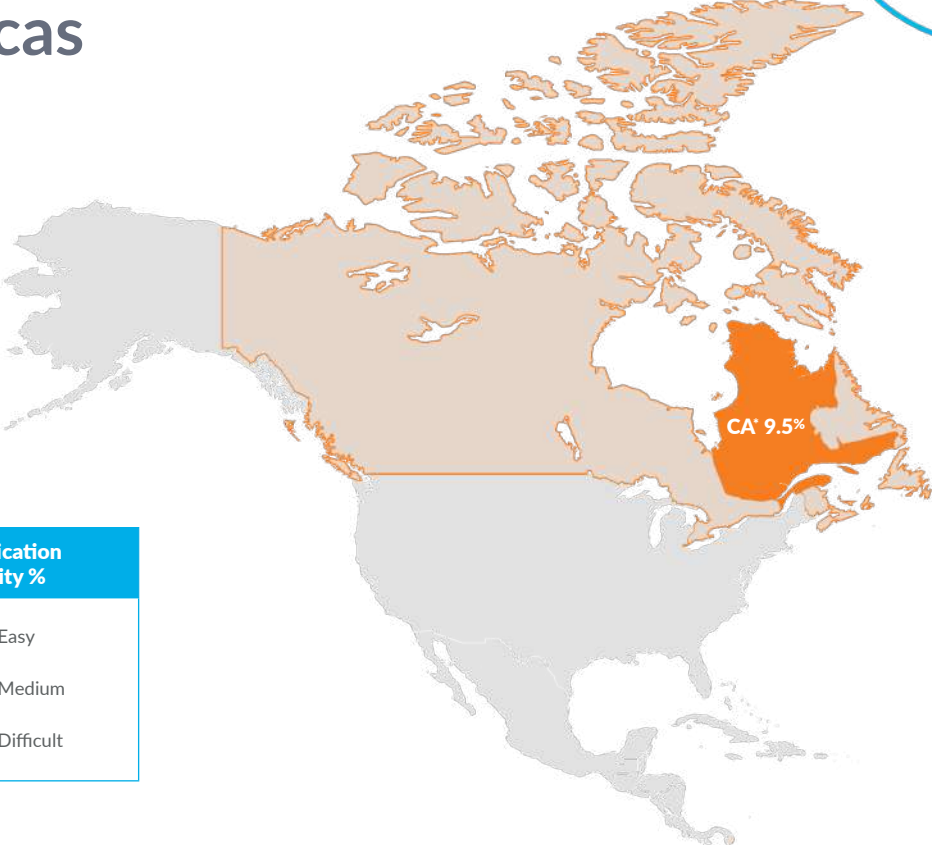 cas
CA* 9.5%
ication
ity %
Easy
Medium
Difficult